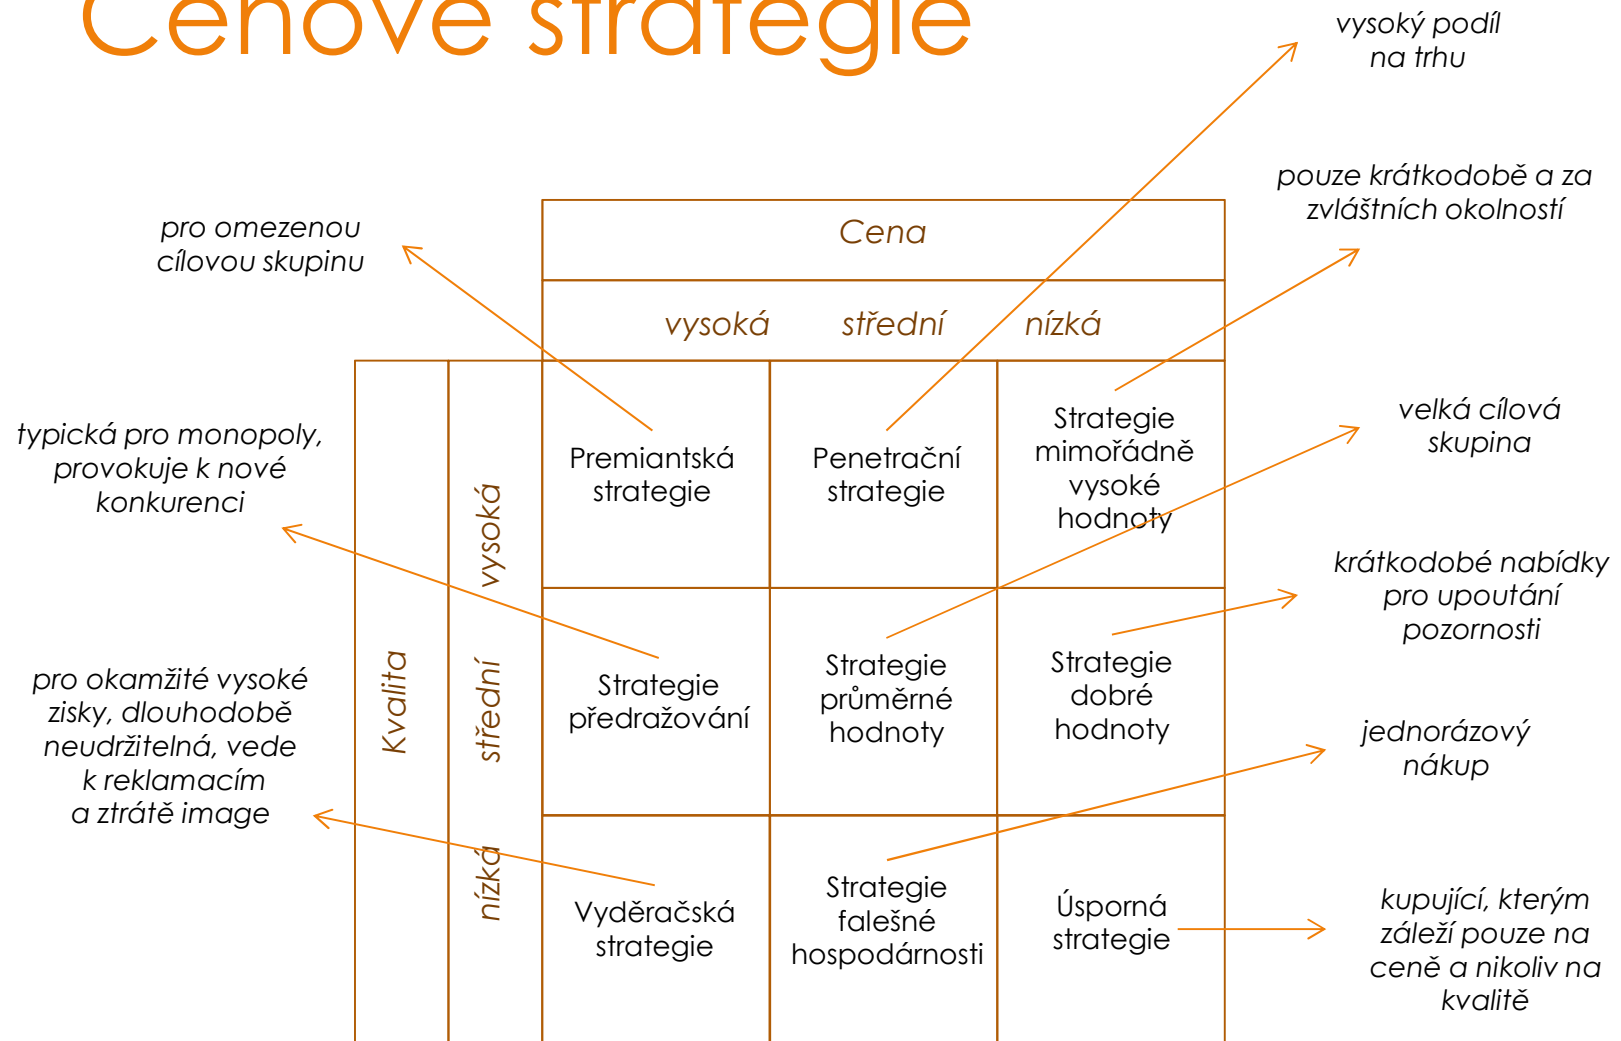 Cenové strategie
vysoký podíl
na trhu
pouze krátkodobě a za
zvláštních okolností
pro omezenou
cílovou skupinu
Cena
vysoká střední nízká
typická pro monopoly,
provokuje k nové
konkurenci
velká cílová
skupina
Premiantská
strategie
Penetrační
strategie
Strategie
mimořádně
vysoké
hodnoty
vysoká
krátkodobé nabídky
pro upoutání
pozornosti
Kvalita
střední
Strategie
předražování
Strategie
průměrné
hodnoty
Strategie
dobré
hodnoty
pro okamžité vysoké
zisky, dlouhodobě
neudržitelná, vede
k reklamacím
a ztrátě image
jednorázový
nákup
nízká
Vyděračská
strategie
Strategie
falešné
hospodárnosti
Úsporná
strategie
kupující, kterým
záleží pouze na
ceně a nikoliv na
kvalitě